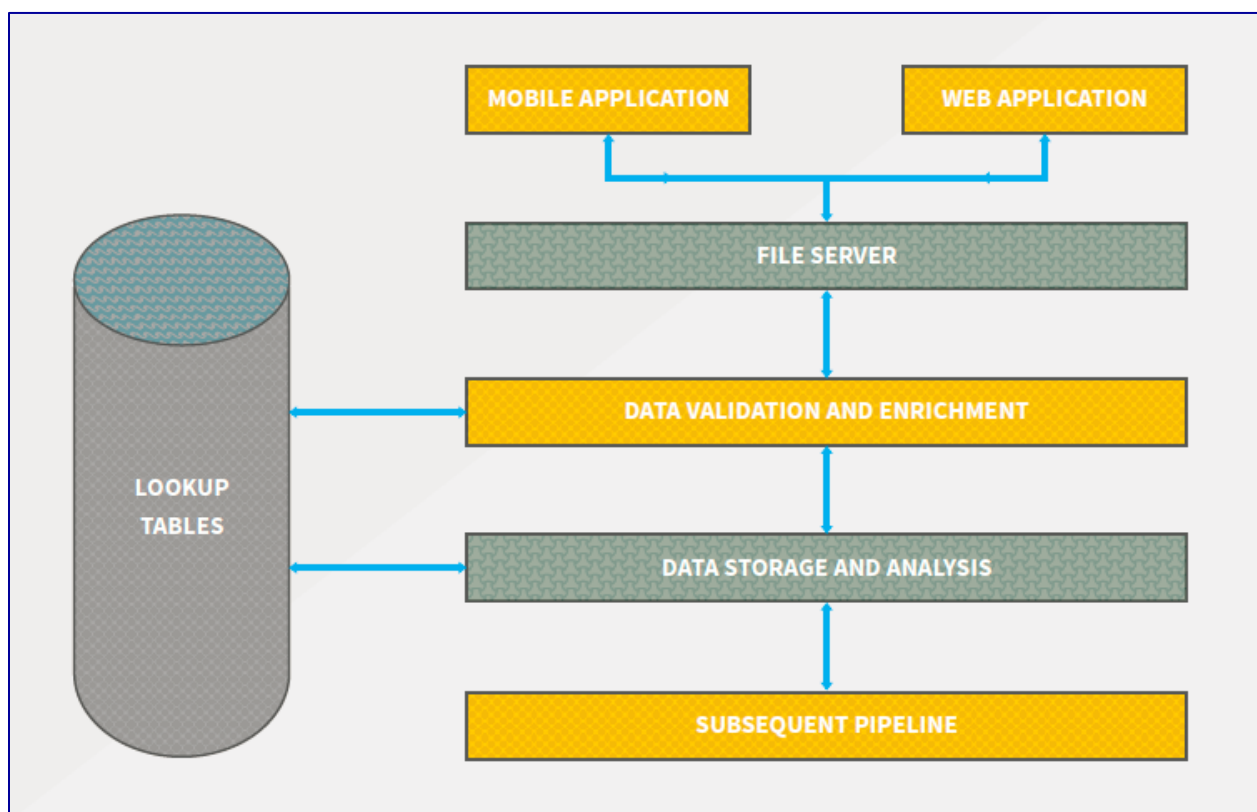 MOBILE APPLICATION
WEB APPLICATION
FILE SERVER
DATA VALIDATION AND ENRICHMENT
LOOKUP
TABLES
DATA STORAGE AND ANALYSIS
SUBSEQUENT PIPELINE